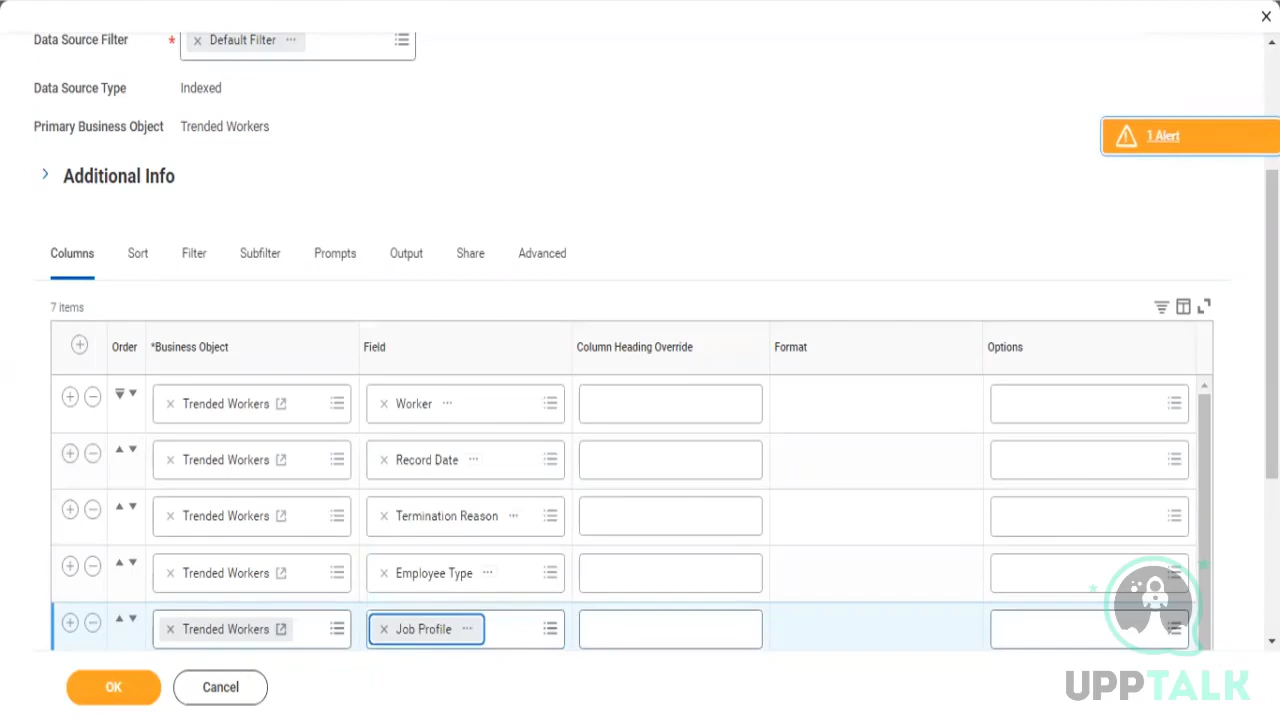 Data Source Filter * Default Filter
Data Source Type Indexed
Primary Business Object Trended Workers
1 Alert
Additional Info
Columns Sort Filter Subfilter Prompts Output Share Advanced
7 items
Order *Business Object Field Column Heading Override Format Options
Trended Workers Worker
Trended Workers Record Date
Trended Workers Termination Reason
Trended Workers Employee Type
Trended Workers Job Profile
OK Cancel
UPPTALK